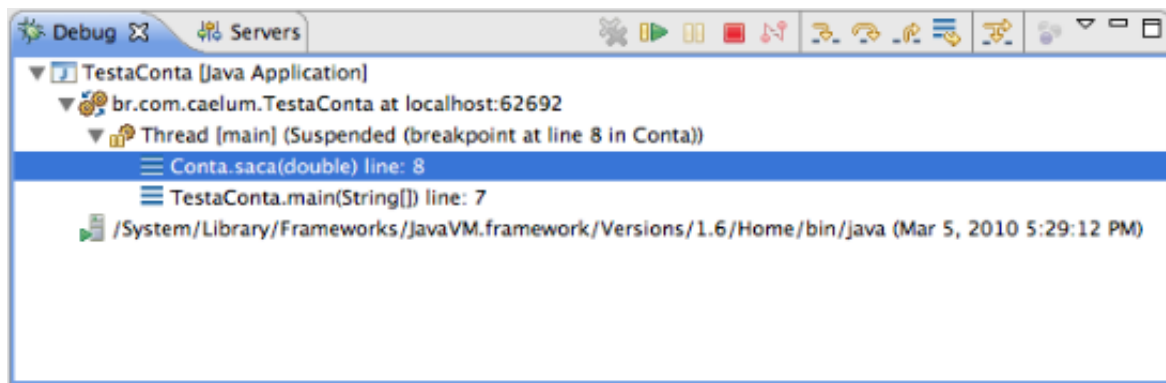 Debug Servers
TestaConta [Java Application]
br.com.caelum.TestaConta at localhost:62692
Thread [main] (Suspended (breakpoint at line 8 in Conta))
Conta.saca(double) line: 8
TestaConta.main(String[]) line: 7
/System/Library/Frameworks/JavaVM.framework/Versions/1.6/Home/bin/java (Mar 5, 2010 5:29:12 PM)